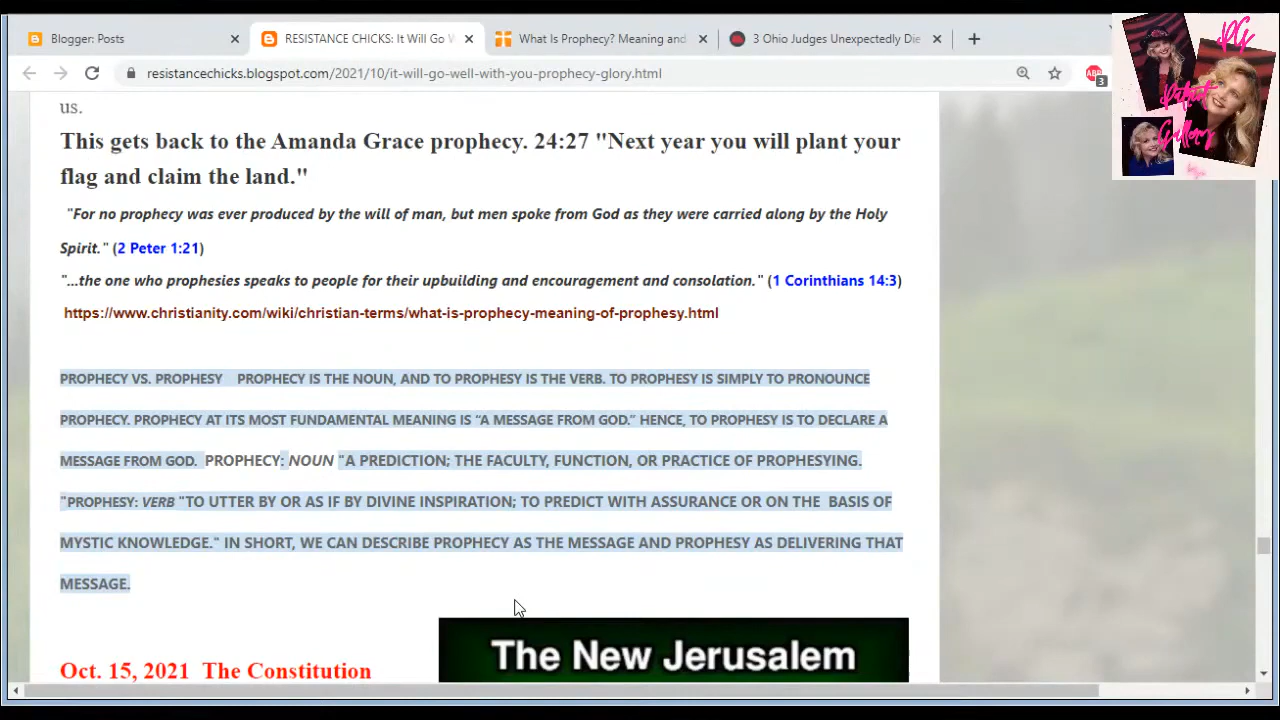 Blogger: Posts
RESISTANCE CHICKS: It Will Go W
What Is Prophecy? Meaning and
3 Ohio Judges Unexpectedly Die
resistancechicks.blogspot.com/2021/10/it-will-go-well-with-you-prophecy-glory.html
ABP
3
PG
Patriot
Gallery
us.
This gets back to the Amanda Grace prophecy. 24:27 "Next year you will plant your
flag and claim the land."
"For no prophecy was ever produced by the will of man, but men spoke from God as they were carried along by the Holy
Spirit." (2 Peter 1:21)
"...the one who prophesies speaks to people for their upbuilding and encouragement and consolation." (1 Corinthians 14:3)
https://www.christianity.com/wiki/christian-terms/what-is-prophecy-meaning-of-prophesy.html
PROPHECY VS. PROPHESY PROPHECY IS THE NOUN, AND TO PROPHESY IS THE VERB. TO PROPHESY IS SIMPLY TO PRONOUNCE
PROPHECY. PROPHECY AT ITS MOST FUNDAMENTAL MEANING IS “A MESSAGE FROM GOD.” HENCE, TO PROPHESY IS TO DECLARE A
MESSAGE FROM GOD. PROPHECY: NOUN "A PREDICTION; THE FACULTY, FUNCTION, OR PRACTICE OF PROPHESYING.
"PROPHESY: VERB "TO UTTER BY OR AS IF BY DIVINE INSPIRATION; TO PREDICT WITH ASSURANCE OR ON THE BASIS OF
MYSTIC KNOWLEDGE." IN SHORT, WE CAN DESCRIBE PROPHECY AS THE MESSAGE AND PROPHESY AS DELIVERING THAT
MESSAGE.
The New Jerusalem
Oct. 15, 2021 The Constitution